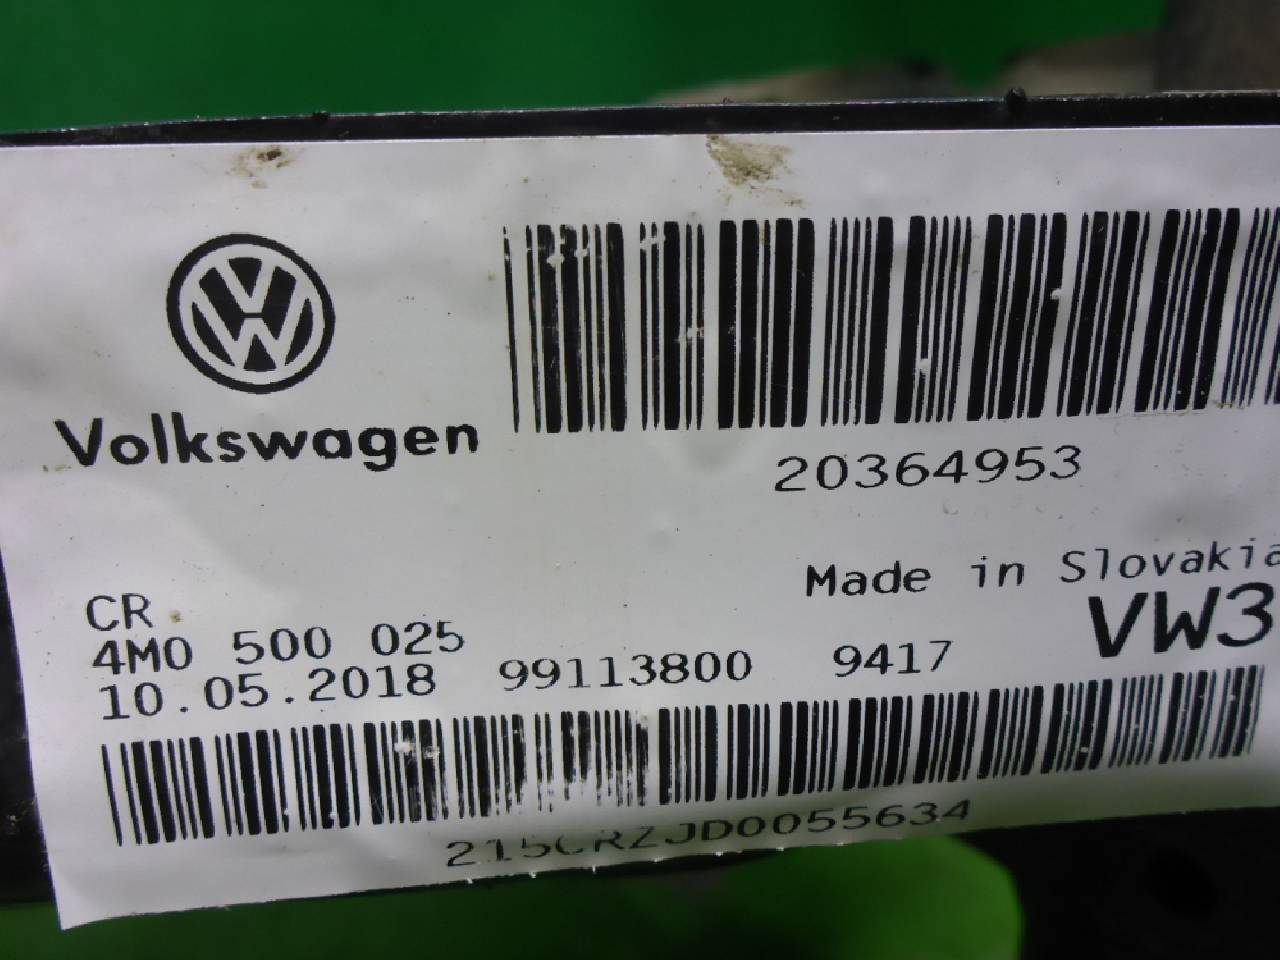 Volkswagen
20364953
Made in Slovakia
VW3
CR
4M0 500 025
10.05.2018 99113800 9417
215CRZJD0055634